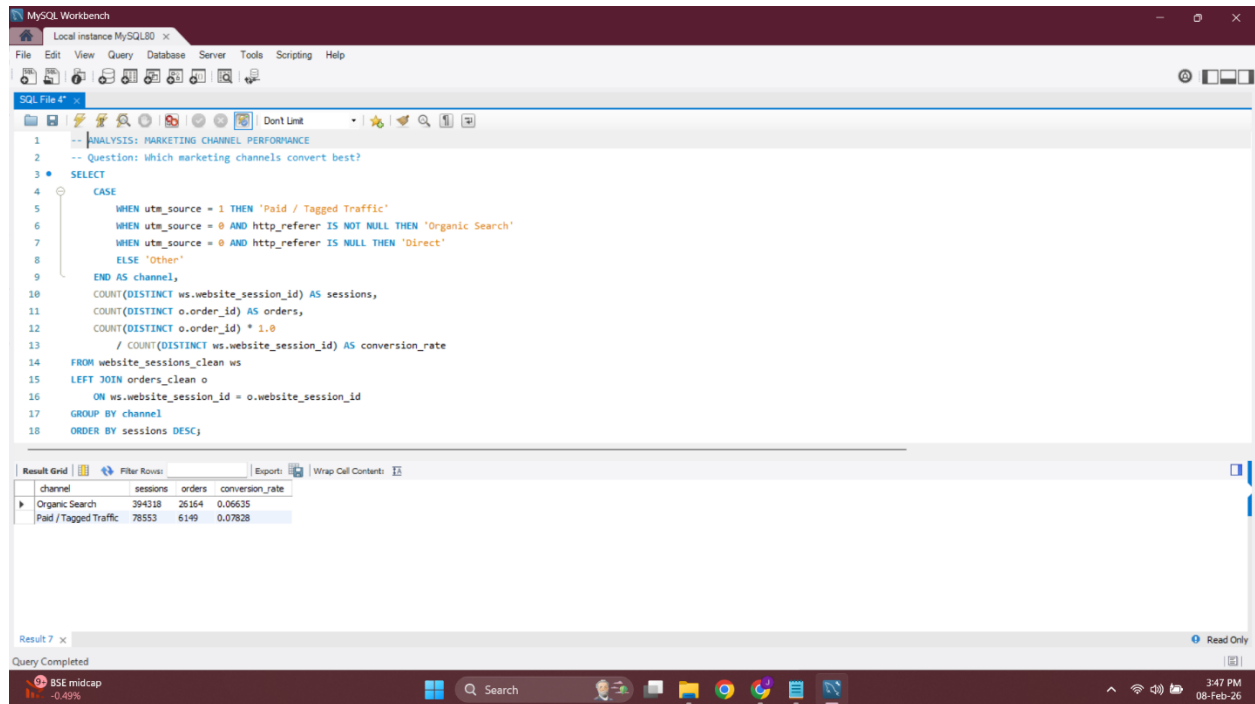 MySQL Workbench
Local instance MySQL80 ×
File Edit View Query Database Server Tools Scripting Help
SQL File 4* ×
Don't Limit
1 -- ANALYSIS: MARKETING CHANNEL PERFORMANCE
2 -- Question: Which marketing channels convert best?
3 SELECT
4 CASE
5 WHEN utm_source = 1 THEN 'Paid / Tagged Traffic'
6 WHEN utm_source = 0 AND http_referer IS NOT NULL THEN 'Organic Search'
7 WHEN utm_source = 0 AND http_referer IS NULL THEN 'Direct'
8 ELSE 'Other'
9 END AS channel,
10 COUNT(DISTINCT ws.website_session_id) AS sessions,
11 COUNT(DISTINCT o.order_id) AS orders,
12 COUNT(DISTINCT o.order_id) * 1.0
13 / COUNT(DISTINCT ws.website_session_id) AS conversion_rate
14 FROM website_sessions_clean ws
15 LEFT JOIN orders_clean o
16 ON ws.website_session_id = o.website_session_id
17 GROUP BY channel
18 ORDER BY sessions DESC;
Result Grid Filter Rows: Export: Wrap Cell Content:
channel sessions orders conversion_rate
Organic Search 394318 26164 0.06635
Paid / Tagged Traffic 78553 6149 0.07828
Result 7 × Read Only
Query Completed
9+ BSE midcap
-0.49%
Search
3:47 PM
08-Feb-26